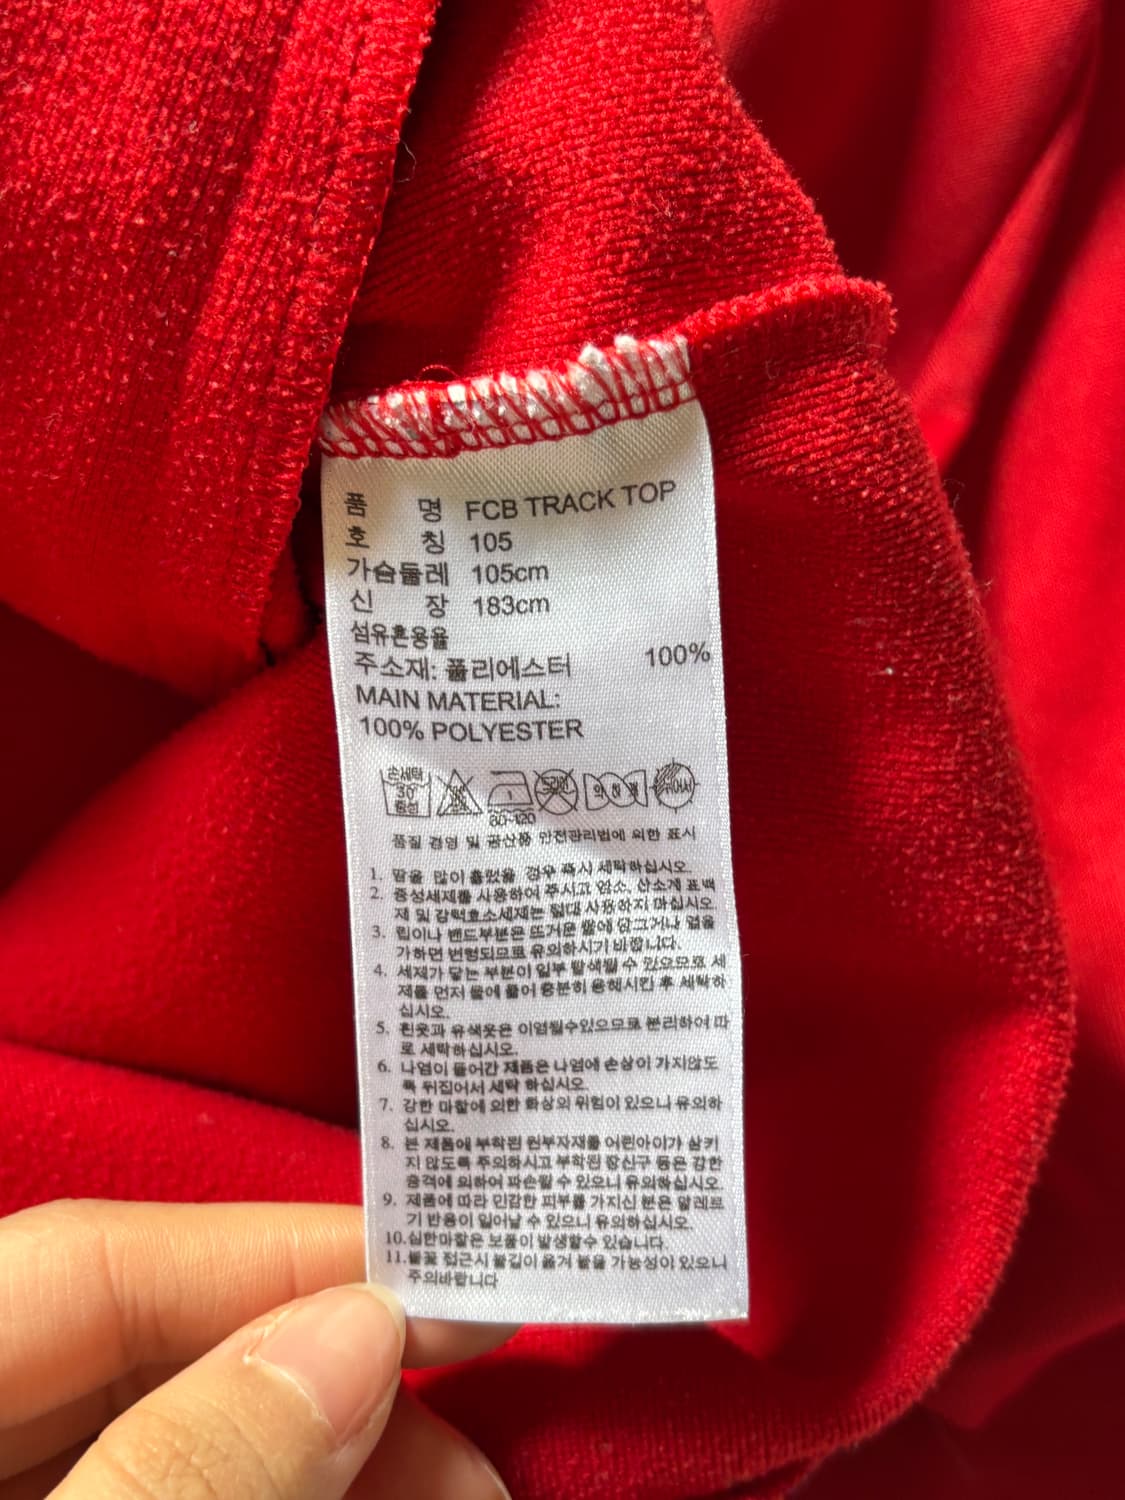 품 명 FCB TRACK TOP
호 칭 105
가슴둘레 105cm
신 장 183cm
섬유혼용율
주소재: 폴리에스터 100%
MAIN MATERIAL:
100% POLYESTER
손세탁
30°
중성
1
80~120
드라이
의 형 태
뉘어서
품질 경영 및 공산품 안전관리법에 의한 표시
1. 땀을 많이 흘렸을 경우 즉시 세탁하십시오.
2. 중성세제를 사용하여 주시고 염소, 산소계 표백
제 및 강력효소세제는 절대 사용하지 마십시오.
3. 립이나 밴드부분은 뜨거운 물에 담그거나 열을
가하면 변형되므로 유의하시기 바랍니다.
4. 세제가 닿는 부분이 일부 탈색될 수 있으므로 세
제를 먼저 물에 풀어 충분히 용해시킨 후 세탁하
십시오.
5. 흰옷과 유색옷은 이염될수있으므로 분리하여 따
로 세탁하십시오.
6. 나염이 들어간 제품은 나염에 손상이 가지않도
록 뒤집어서 세탁 하십시오.
7. 강한 마찰에 의한 화상의 위험이 있으니 유의하
십시오.
8. 본 제품에 부착된 원부자재를 어린아이가 삼키
지 않도록 주의하시고 부착된 장신구 등은 강한
충격에 의하여 파손될 수 있으니 유의하십시오.
9. 제품에 따라 민감한 피부를 가지신 분은 알레르
기 반응이 일어날 수 있으니 유의하십시오.
10.심한마찰은 보풀이 발생할수 있습니다.
11.불꽃 접근시 불길이 옮겨 붙을 가능성이 있으니
주의바랍니다